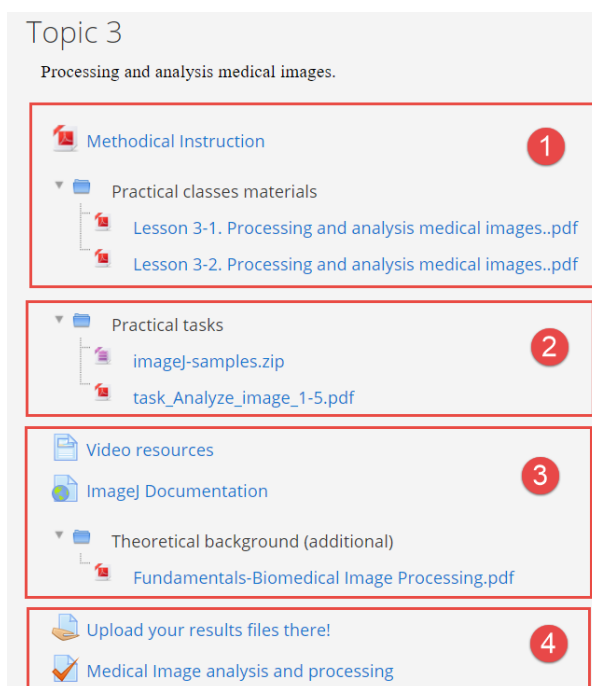 Topic 3
Processing and analysis medical images.
Methodical Instruction
1
Practical classes materials
Lesson 3-1. Processing and analysis medical images..pdf
Lesson 3-2. Processing and analysis medical images..pdf
Practical tasks
2
imageJ-samples.zip
task_Analyze_image_1-5.pdf
Video resources
3
ImageJ Documentation
Theoretical background (additional)
Fundamentals-Biomedical Image Processing.pdf
Upload your results files there!
4
Medical Image analysis and processing